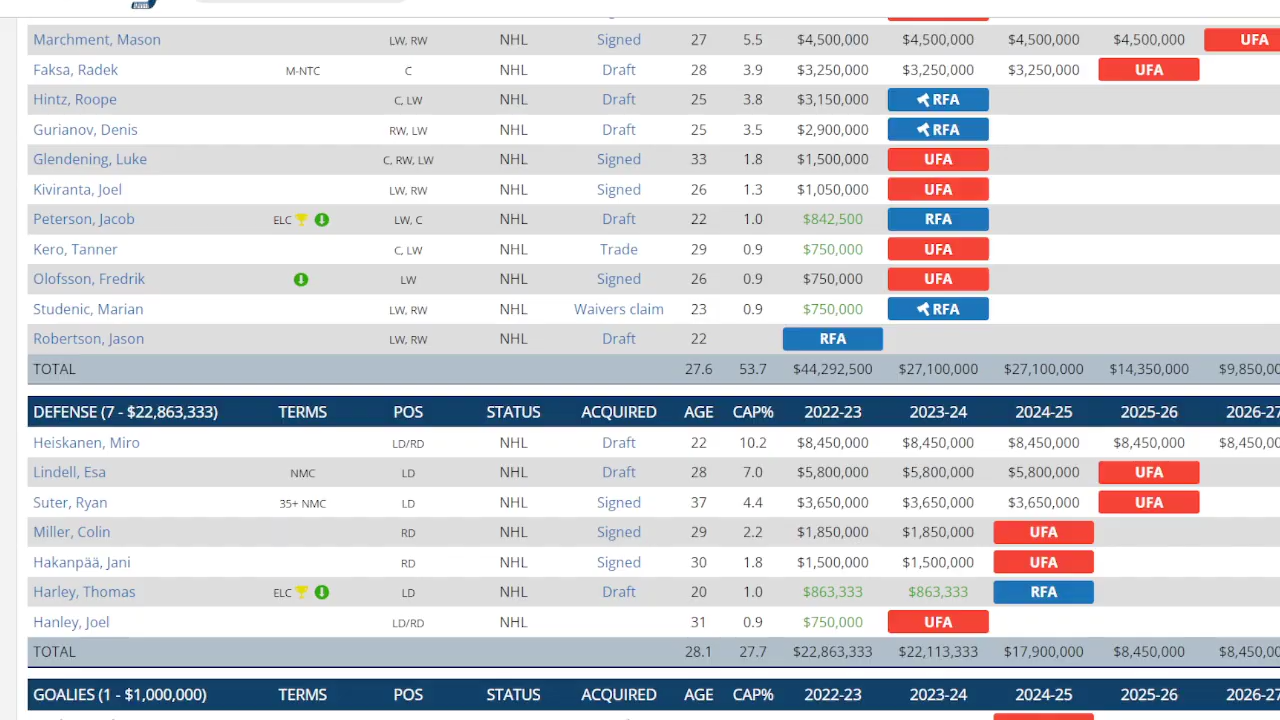 Marchment, Mason LW, RW NHL Signed 27 5.5 $4,500,000 $4,500,000 $4,500,000 $4,500,000 UFA
Faksa, Radek M-NTC C NHL Draft 28 3.9 $3,250,000 $3,250,000 $3,250,000 UFA
Hintz, Roope C, LW NHL Draft 25 3.8 $3,150,000 RFA
Gurianov, Denis RW, LW NHL Draft 25 3.5 $2,900,000 RFA
Glendening, Luke C, RW, LW NHL Signed 33 1.8 $1,500,000 UFA
Kiviranta, Joel LW, RW NHL Signed 26 1.3 $1,050,000 UFA
Peterson, Jacob ELC LW, C NHL Draft 22 1.0 $842,500 RFA
Kero, Tanner C, LW NHL Trade 29 0.9 $750,000 UFA
Olofsson, Fredrik LW NHL Signed 26 0.9 $750,000 UFA
Studenic, Marian LW, RW NHL Waivers claim 23 0.9 $750,000 RFA
Robertson, Jason LW, RW NHL Draft 22 RFA
TOTAL 27.6 53.7 $44,292,500 $27,100,000 $27,100,000 $14,350,000 $9,850,00
DEFENSE (7 - $22,863,333) TERMS POS STATUS ACQUIRED AGE CAP% 2022-23 2023-24 2024-25 2025-26 2026-27
Heiskanen, Miro LD/RD NHL Draft 22 10.2 $8,450,000 $8,450,000 $8,450,000 $8,450,000 $8,450,00
Lindell, Esa NMC LD NHL Draft 28 7.0 $5,800,000 $5,800,000 $5,800,000 UFA
Suter, Ryan 35+ NMC LD NHL Signed 37 4.4 $3,650,000 $3,650,000 $3,650,000 UFA
Miller, Colin RD NHL Signed 29 2.2 $1,850,000 $1,850,000 UFA
Hakanpää, Jani RD NHL Signed 30 1.8 $1,500,000 $1,500,000 UFA
Harley, Thomas ELC LD NHL Draft 20 1.0 $863,333 $863,333 RFA
Hanley, Joel LD/RD NHL 31 0.9 $750,000 UFA
TOTAL 28.1 27.7 $22,863,333 $22,113,333 $17,900,000 $8,450,000 $8,450,00
GOALIES (1 - $1,000,000) TERMS POS STATUS ACQUIRED AGE CAP% 2022-23 2023-24 2024-25 2025-26 2026-27